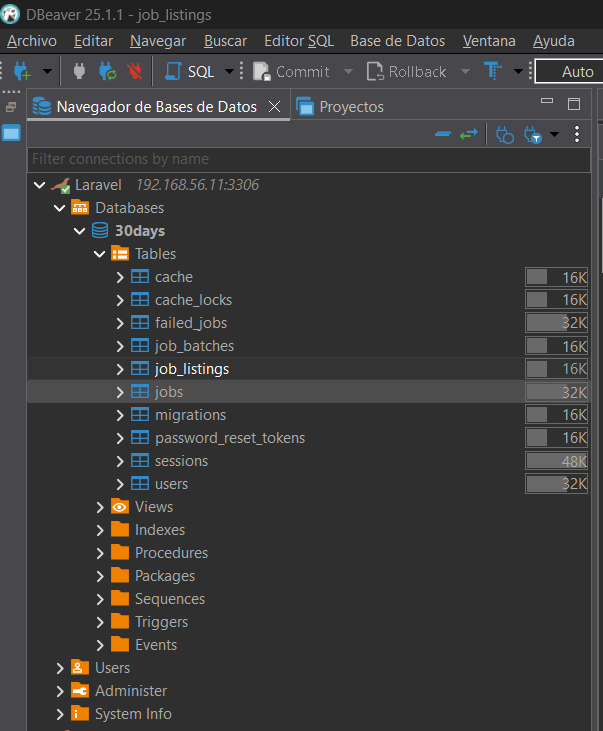 DBeaver 25.1.1 - job_listings
Archivo Editar Navegar Buscar Editor SQL Base de Datos Ventana Ayuda
SQL Commit Rollback T Auto
Navegador de Bases de Datos Proyectos
Filter connections by name
Laravel 192.168.56.11:3306
Databases
30days
Tables
cache 16K
cache_locks 16K
failed_jobs 32K
job_batches 16K
job_listings 16K
jobs 32K
migrations 16K
password_reset_tokens 16K
sessions 48K
users 32K
Views
Indexes
Procedures
Packages
Sequences
Triggers
Events
Users
Administer
System Info